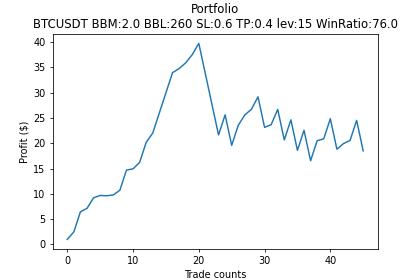 Portfolio
BTCUSDT BBM:2.0 BBL:260 SL:0.6 TP:0.4 lev:15 WinRatio:76.0
40
35
30
25
20
15
10
5
0
Profit ($)
0 10 20 30 40
Trade counts